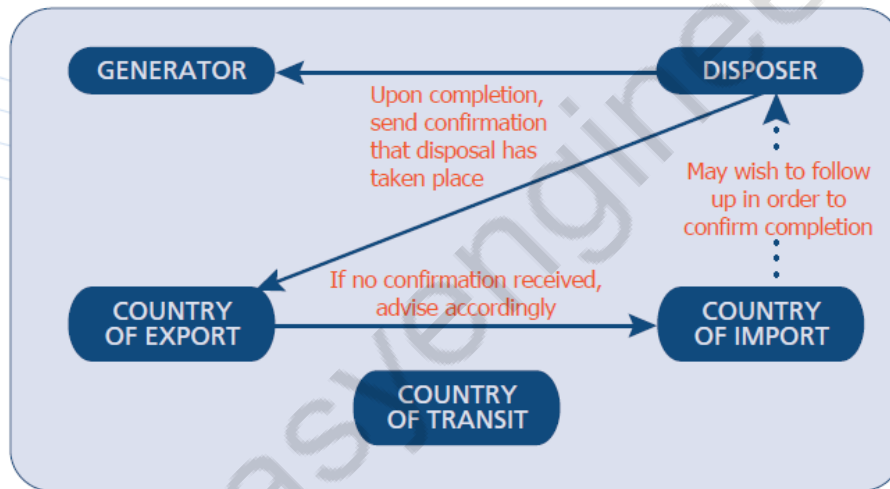 GENERATOR
DISPOSER
Upon completion,
send confirmation
that disposal has
taken place
May wish to follow
up in order to
confirm completion
If no confirmation received,
advise accordingly
COUNTRY
OF EXPORT
COUNTRY
OF IMPORT
COUNTRY
OF TRANSIT
asyenginee